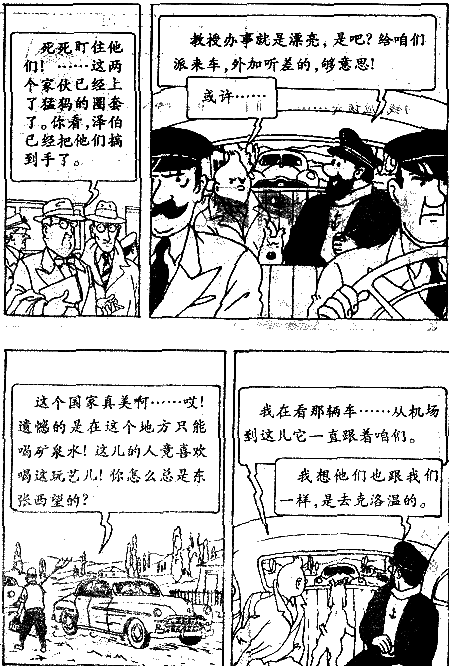 死死盯住他
们！……这两
个家伙已经上
了猛鸦的圈套
了。你看，泽伯
已经把他们搞
到手了。
教授办事就是漂亮，是吧？给咱们
派来车，外加听差的，够意思！
或许……
这个国家真美啊……哎！
遗憾的是在这个地方只能
喝矿泉水！这儿的人竟喜欢
喝这玩艺儿！你怎么总是东
张西望的？
我在看那辆车……从机场
到这儿它一直跟着咱们。
我想他们也跟我们
一样，是去克洛温的。